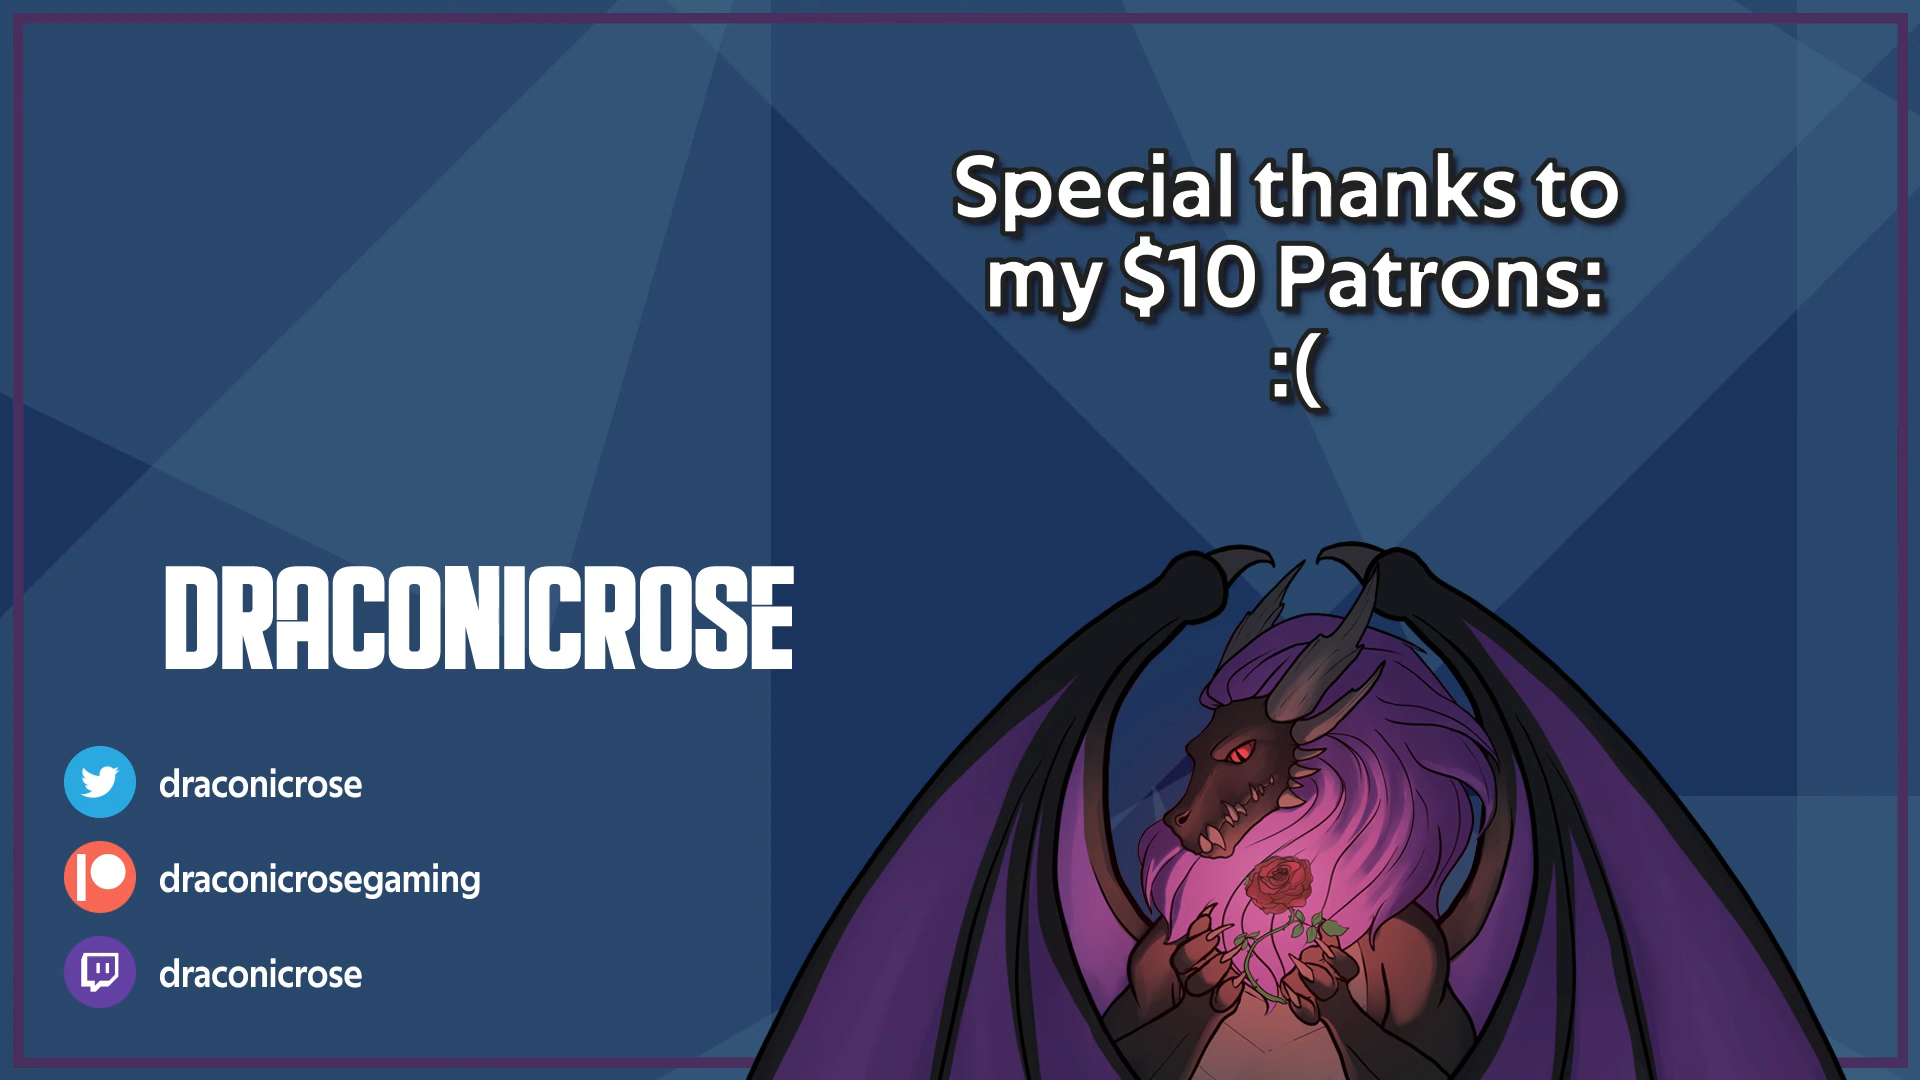 Special thanks to
my $10 Patrons:
:(
DRACONICROSE
draconicrose
draconicrosegaming
draconicrose